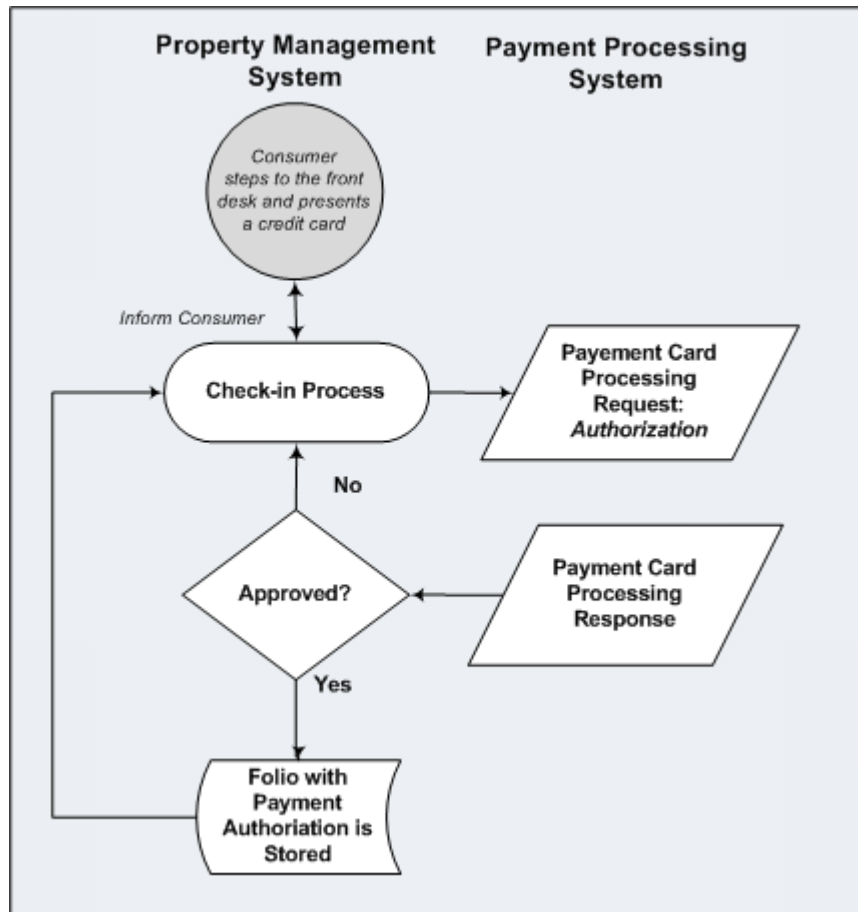 Property Management
System
Payment Processing
System
Consumer
steps to the front
desk and presents
a credit card
Inform Consumer
Check-in Process
Payement Card
Processing
Request:
Authorization
No
Approved?
Payment Card
Processing
Response
Yes
Folio with
Payment
Authoriation is
Stored